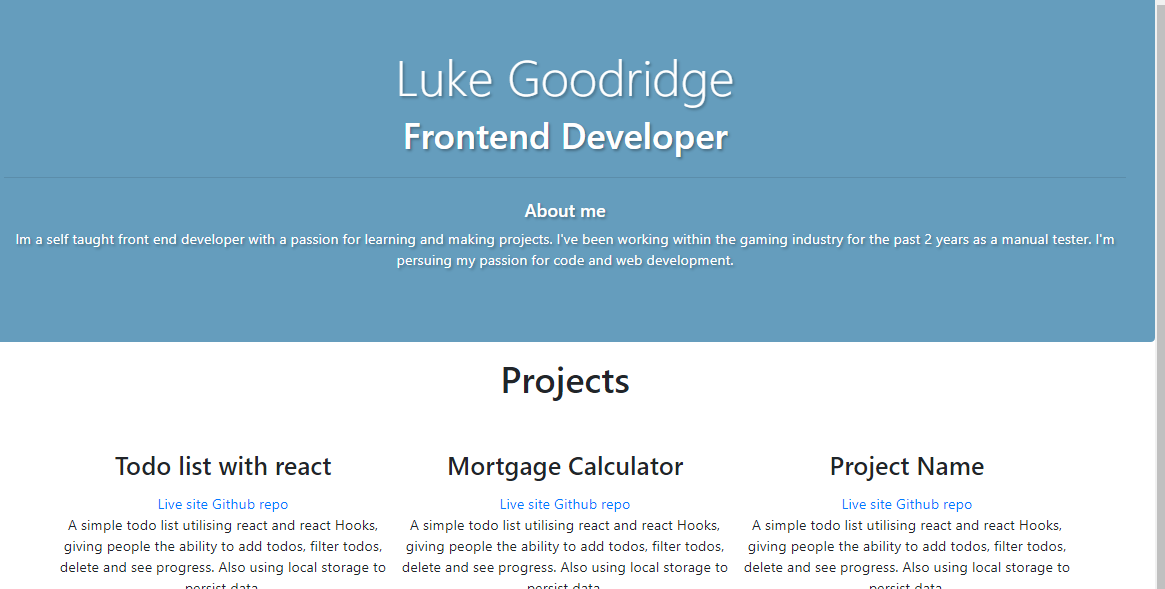 Luke Goodridge
Frontend Developer
About me
Im a self taught front end developer with a passion for learning and making projects. I've been working within the gaming industry for the past 2 years as a manual tester. I'm
persuing my passion for code and web development.
Projects
Todo list with react
Live site Github repo
A simple todo list utilising react and react Hooks,
giving people the ability to add todos, filter todos,
delete and see progress. Also using local storage to
persist data.
Mortgage Calculator
Live site Github repo
A simple todo list utilising react and react Hooks,
giving people the ability to add todos, filter todos,
delete and see progress. Also using local storage to
persist data.
Project Name
Live site Github repo
A simple todo list utilising react and react Hooks,
giving people the ability to add todos, filter todos,
delete and see progress. Also using local storage to
persist data.